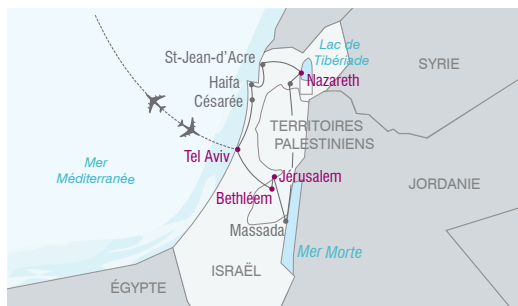 St-Jean-d'Acre
Lac de
Tibériade
SYRIE
Haifa
Nazareth
Césarée
TERRITOIRES
PALESTINIENS
Tel Aviv
Mer
Méditerranée
Jérusalem
JORDANIE
Bethléem
Massada
Mer Morte
ISRAËL
ÉGYPTE